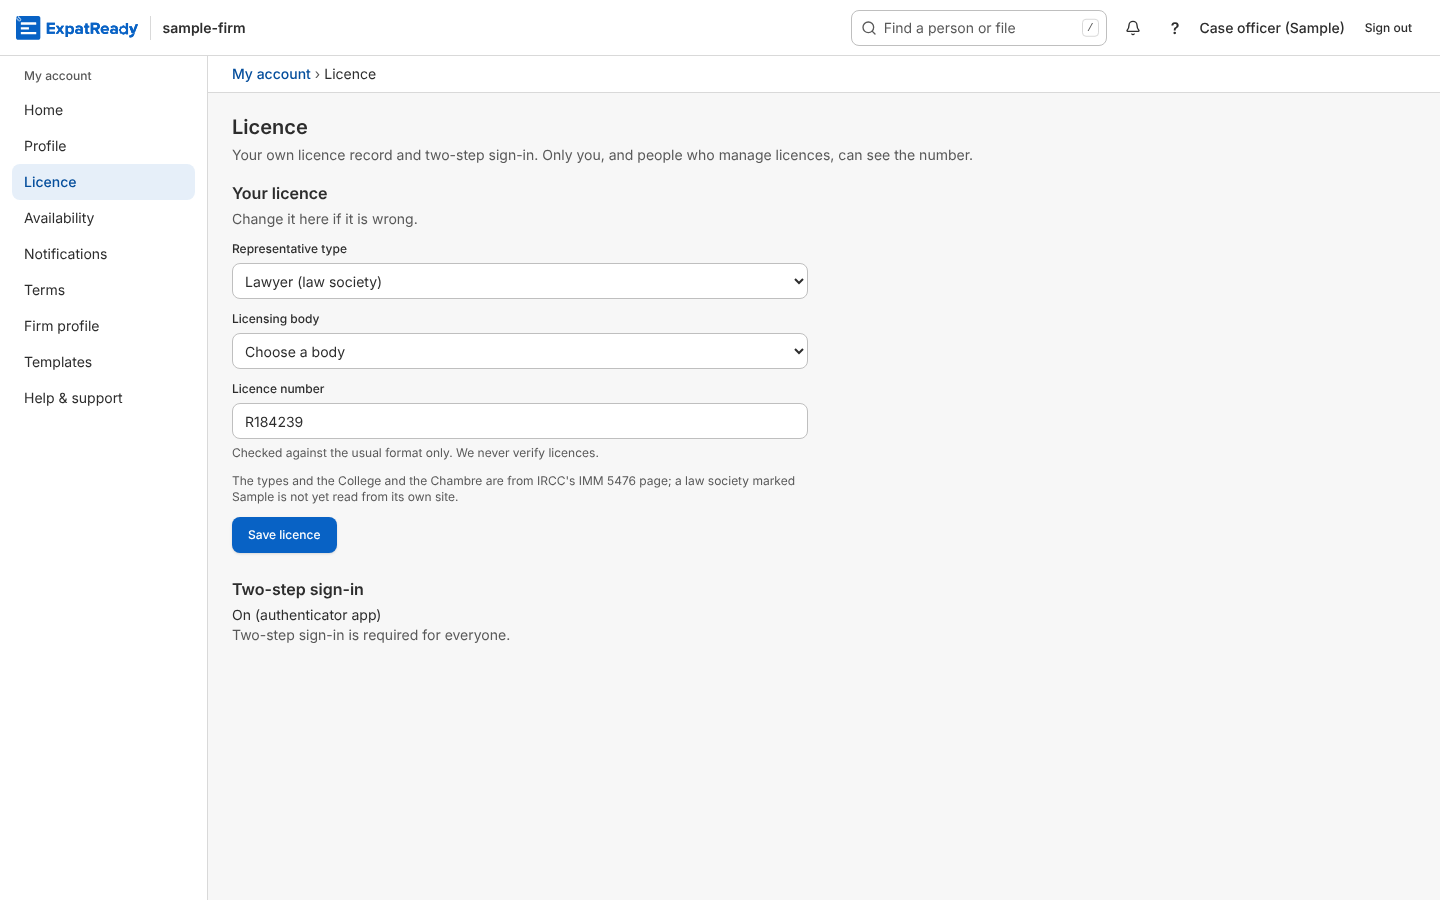 ExpatReady
sample-firm
Find a person or file
/
?
Case officer (Sample)
Sign out
My account
Home
Profile
Licence
Availability
Notifications
Terms
Firm profile
Templates
Help & support
My account › Licence
Licence
Your own licence record and two-step sign-in. Only you, and people who manage licences, can see the number.
Your licence
Change it here if it is wrong.
Representative type
Lawyer (law society)
Licensing body
Choose a body
Licence number
R184239
Checked against the usual format only. We never verify licences.
The types and the College and the Chambre are from IRCC's IMM 5476 page; a law society marked
Sample is not yet read from its own site.
Save licence
Two-step sign-in
On (authenticator app)
Two-step sign-in is required for everyone.